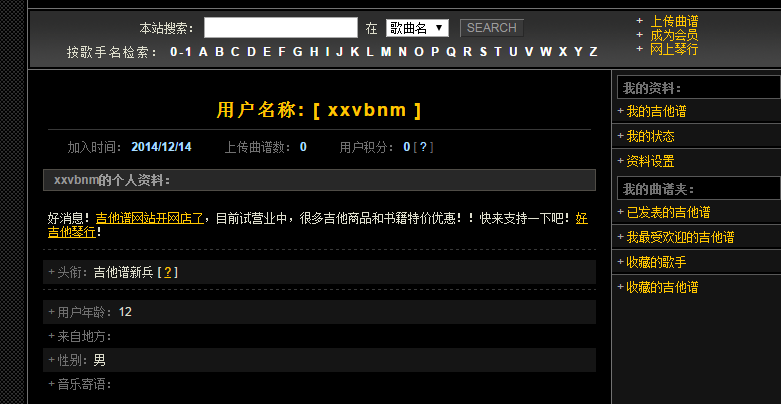 本站搜索： 在 歌曲名 ▼ SEARCH
按歌手名检索： 0-1 A B C D E F G H I J K L M N O P Q R S T U V W X Y Z
+ 上传曲谱
+ 成为会员
+ 网上琴行
用户名称: [ xxvbnm ]
加入时间： 2014/12/14 上传曲谱数： 0 用户积分： 0 [ ? ]
xxvbnm的个人资料：
好消息！吉他谱网站开网店了，目前试营业中，很多吉他商品和书籍特价优惠！！快来支持一下吧！好
吉他琴行！
+ 头衔：吉他谱新兵 [ ? ]
+ 用户年龄：12
+ 来自地方：
+ 性别：男
+ 音乐寄语：
我的资料：
+ 我的吉他谱
+ 我的状态
+ 资料设置
我的曲谱夹：
+ 已发表的吉他谱
+ 我最受欢迎的吉他谱
+ 收藏的歌手
+ 收藏的吉他谱